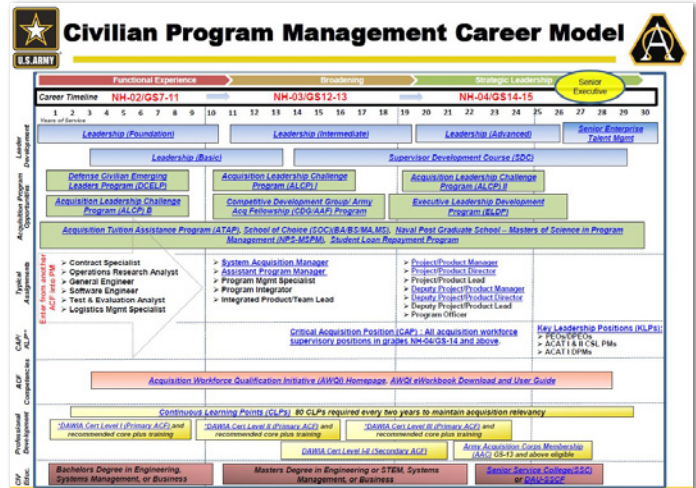 Civilian Program Management Career Model
U.S.ARMY
Functional Experience
Broadening
Strategic Leadership
Senior
Executive
Career Timeline
NH-02/GS7-11
NH-03/GS12-13
NH-04/GS14-15
1 2 3 4 5 6 7 8 9 10 11 12 13 14 15 16 17 18 19 20 21 22 23 24 25 26 27 28 29 30
Years of Service
Leader
Development
Leadership (Foundation)
Leadership (Intermediate)
Leadership (Advanced)
Senior Enterprise
Talent Mgmt
Leadership (Basic)
Supervisor Development Course (SDC)
Acquisition Program
Opportunities
Defense Civilian Emerging
Leaders Program (DCELP)
Acquisition Leadership Challenge
Program (ALCP) I
Acquisition Leadership Challenge
Program (ALCP) II
Acquisition Leadership Challenge
Program (ALCP) B
Competitive Development Group/ Army
Acq Fellowship (CDG/AAF) Program
Executive Leadership Development
Program (ELDP)
Acquisition Tuition Assistance Program (ATAP), School of Choice (SOC)(BA/BS/MA,MS), Naval Post Graduate School – Masters of Science in Program
Management (NPS-MSPM), Student Loan Repayment Program
Typical
Assignments
Enter from another
ACF into PM
➢ Contract Specialist
➢ Operations Research Analyst
➢ General Engineer
➢ Software Engineer
➢ Test & Evaluation Analyst
➢ Logistics Mgmt Specialist
➢ System Acquisition Manager
➢ Assistant Program Manager
➢ Program Mgmt Specialist
➢ Program Integrator
➢ Integrated Product/Team Lead
➢ Project/Product Manager
➢ Project/Product Director
➢ Project/Product Lead
➢ Deputy Project/Product Manager
➢ Deputy Project/Product Director
➢ Deputy Project/Product Lead
➢ Program Officer
CAP/
KLP**
Critical Acquisition Position (CAP) : All acquisition workforce
supervisory positions in grades NH-04/GS-14 and above.
Key Leadership Positions (KLPs):
➢ PEOs/DPEOs
➢ ACAT I & II CSL PMs
➢ ACAT I DPMs
ACF
Competencies
Acquisition Workforce Qualification Initiative (AWQI) Homepage, AWQI eWorkbook Download and User Guide
Professional
Development
Continuous Learning Points (CLPs) 80 CLPs required every two years to maintain acquisition relevancy
*DAWIA Cert Level I (Primary ACF) and
recommended core plus training
*DAWIA Cert Level II (Primary ACF) and
recommended core plus training
*DAWIA Cert Level III (Primary ACF) and
recommended core plus training
DAWIA Cert Level I-II (Secondary ACF)
Army Acquisition Corps Membership
(AAC) GS-13 and above eligible
CIV
Educ.
Bachelors Degree in Engineering,
Systems Management, or Business
Masters Degree in Engineering or STEM, Systems
Management, or Business
Senior Service College(SSC)
or DAU-SSCF